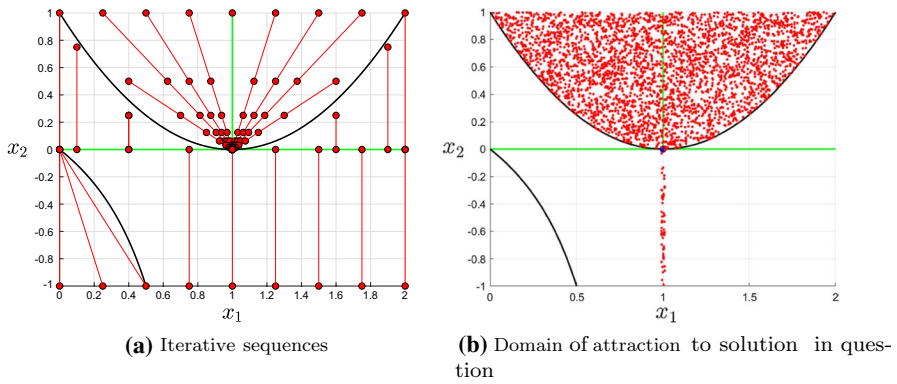 1
0.8
0.6
0.4
0.2
0
-0.2
-0.4
-0.6
-0.8
-1
x₂
0 0.2 0.4 0.6 0.8 1 1.2 1.4 1.6 1.8 2
x₁
(a) Iterative sequences
1
0.8
0.6
0.4
0.2
0
-0.2
-0.4
-0.6
-0.8
-1
x₂
0 0.5 1 1.5 2
x₁
(b) Domain of attraction to solution in ques-
tion